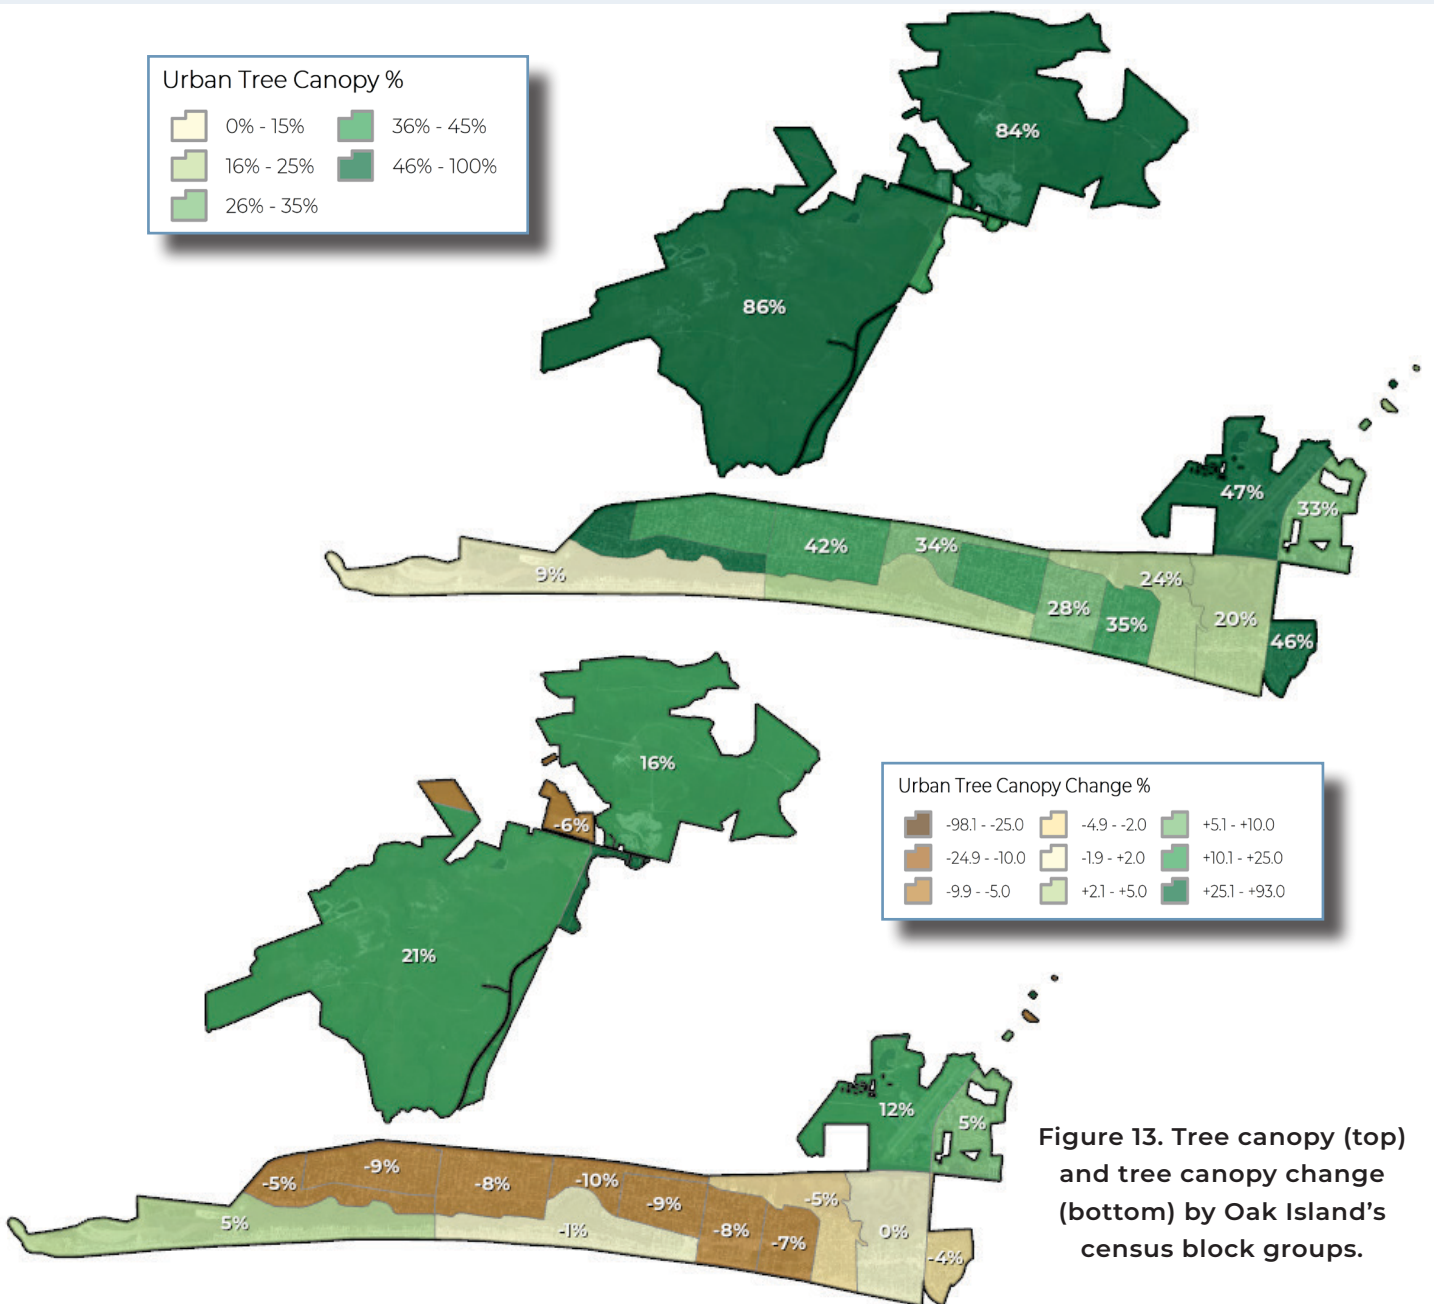 Urban Tree Canopy %
0% - 15%
36% - 45%
16% - 25%
46% - 100%
26% - 35%
84%
86%
47%
33%
42%
34%
9%
24%
28%
35%
20%
46%
16%
-6%
21%
Urban Tree Canopy Change %
-98.1 - -25.0
-4.9 - -2.0
+5.1 - +10.0
-24.9 - -10.0
-1.9 - +2.0
+10.1 - +25.0
-9.9 - -5.0
+2.1 - +5.0
+25.1 - +93.0
12%
5%
-5%
-9%
-8%
-10%
-9%
-5%
5%
-1%
-8%
-7%
0%
-4%
Figure 13. Tree canopy (top)
and tree canopy change
(bottom) by Oak Island's
census block groups.